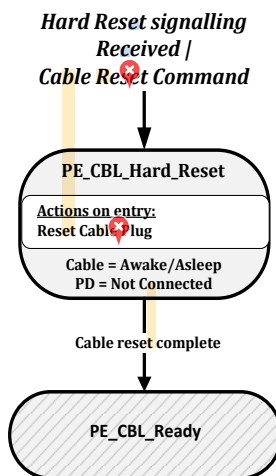 Hard Reset signalling
Received |
Cable Reset Command
PE_CBL_Hard_Reset
Actions on entry:
Reset Cable Plug
Cable = Awake/Asleep
PD = Not Connected
Cable reset complete
PE_CBL_Ready